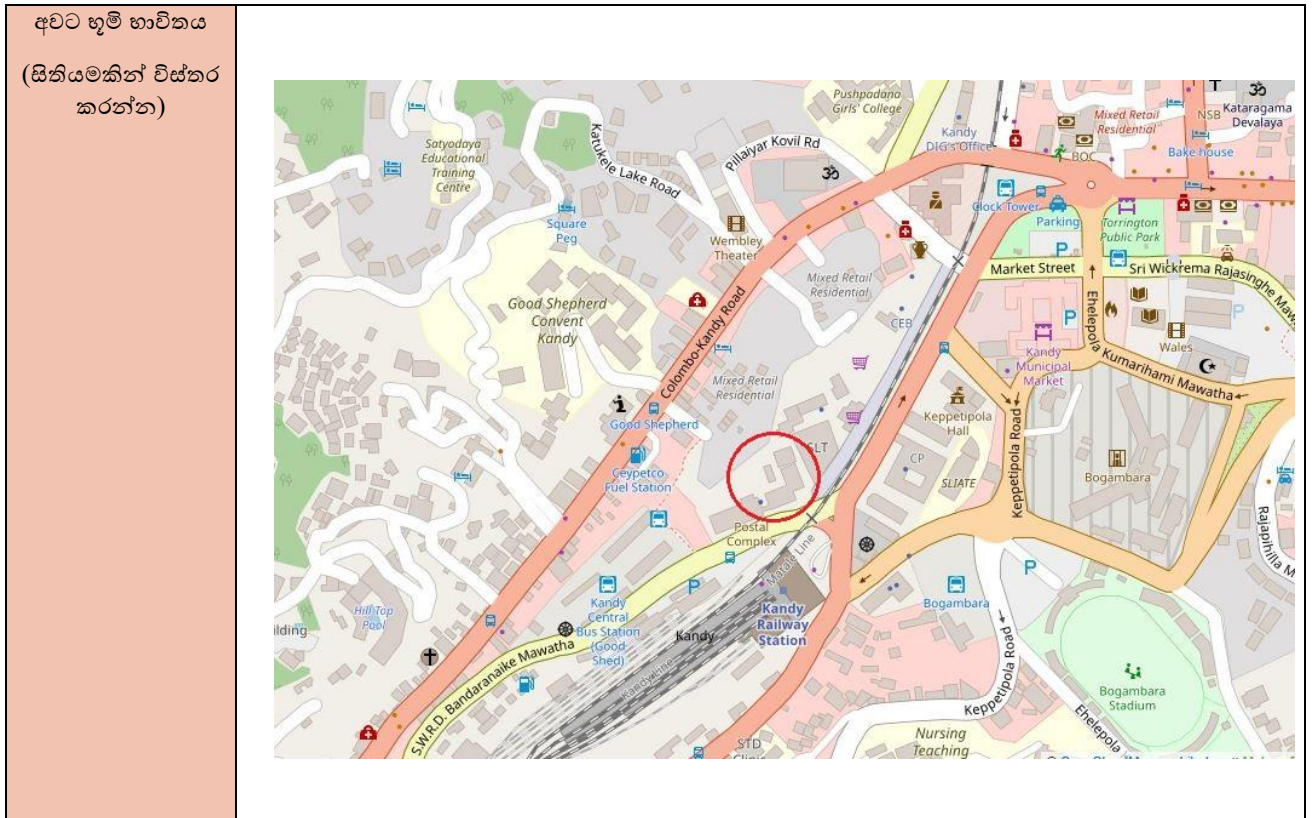 අවට භූමි භාවිතය
(සිතියමකින් විස්තර
කරන්න)
Pushpadana
Girls' College
Kandy
DIG's Office
Mixed Retail
Residential
NSB
Kataragama
Devalaya
BOC
Bake house
Satyodaya
Educational
Training
Centre
Katukele Lake Road
Pillaiyar Kovil Rd
Square
Peg
Wembley
Theater
Clock Tower
Parking
P
Torrington
Public Park
Market Street
Sri Wickrema Rajasinghe Maw
Mixed Retail
Residential
Good Shepherd
Convent
Kandy
Colombo-Kandy Road
CEB
Ehelepola Kumarihami Mawatha
P
P
Wales
Kandy
Municipal
Market
Mixed Retail
Residential
Keppetipola
Hall
Keppetipola Road
Good Shepherd
SLT
CP
SLIATE
Bogambara
Ceypetco
Fuel Station
Postal
Complex
Rajapihilla M
Matale Line
P
P
Kandy
Central
Bus Station
(Good
Shed)
Kandy
Kandy
Railway
Station
Bogambara
Hill Top
Pool
ilding
S.W.R.D. Bandaranaike Mawatha
Kandy Line
Keppetipola Road
Ehelepola
Bogambara
Stadium
Nursing
Teaching
STD
Clinic